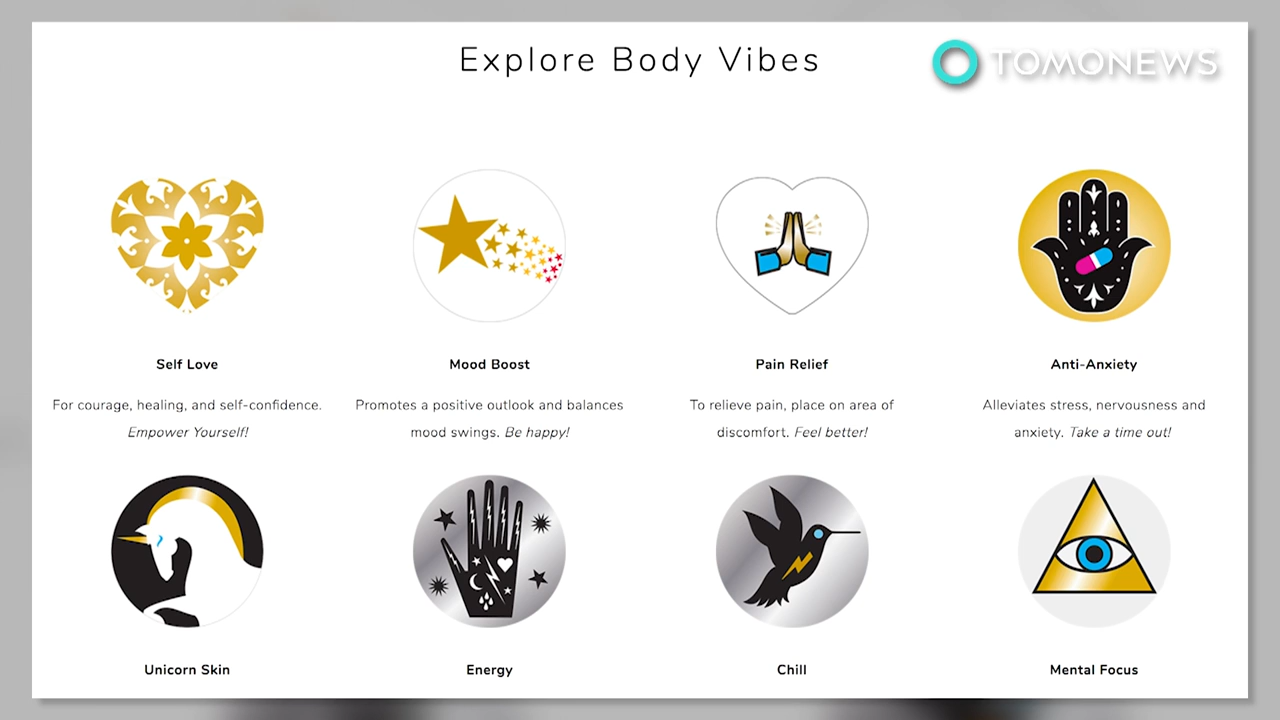 Explore Body Vibes
TOMONEWS
Self Love
Mood Boost
Pain Relief
Anti-Anxiety
For courage, healing, and self-confidence.
Empower Yourself!
Promotes a positive outlook and balances
mood swings. Be happy!
To relieve pain, place on area of
discomfort. Feel better!
Alleviates stress, nervousness and
anxiety. Take a time out!
Unicorn Skin
Energy
Chill
Mental Focus